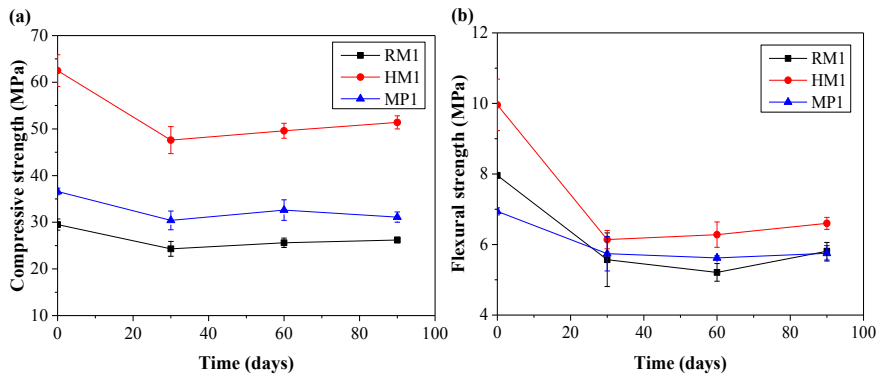 (a)
Compressive strength (MPa)
70
60
50
40
30
20
10
0
20
40
60
80
100
Time (days)
RM1
HM1
MP1
(b)
Flexural strength (MPa)
12
10
8
6
4
0
20
40
60
80
100
Time (days)
RM1
HM1
MP1